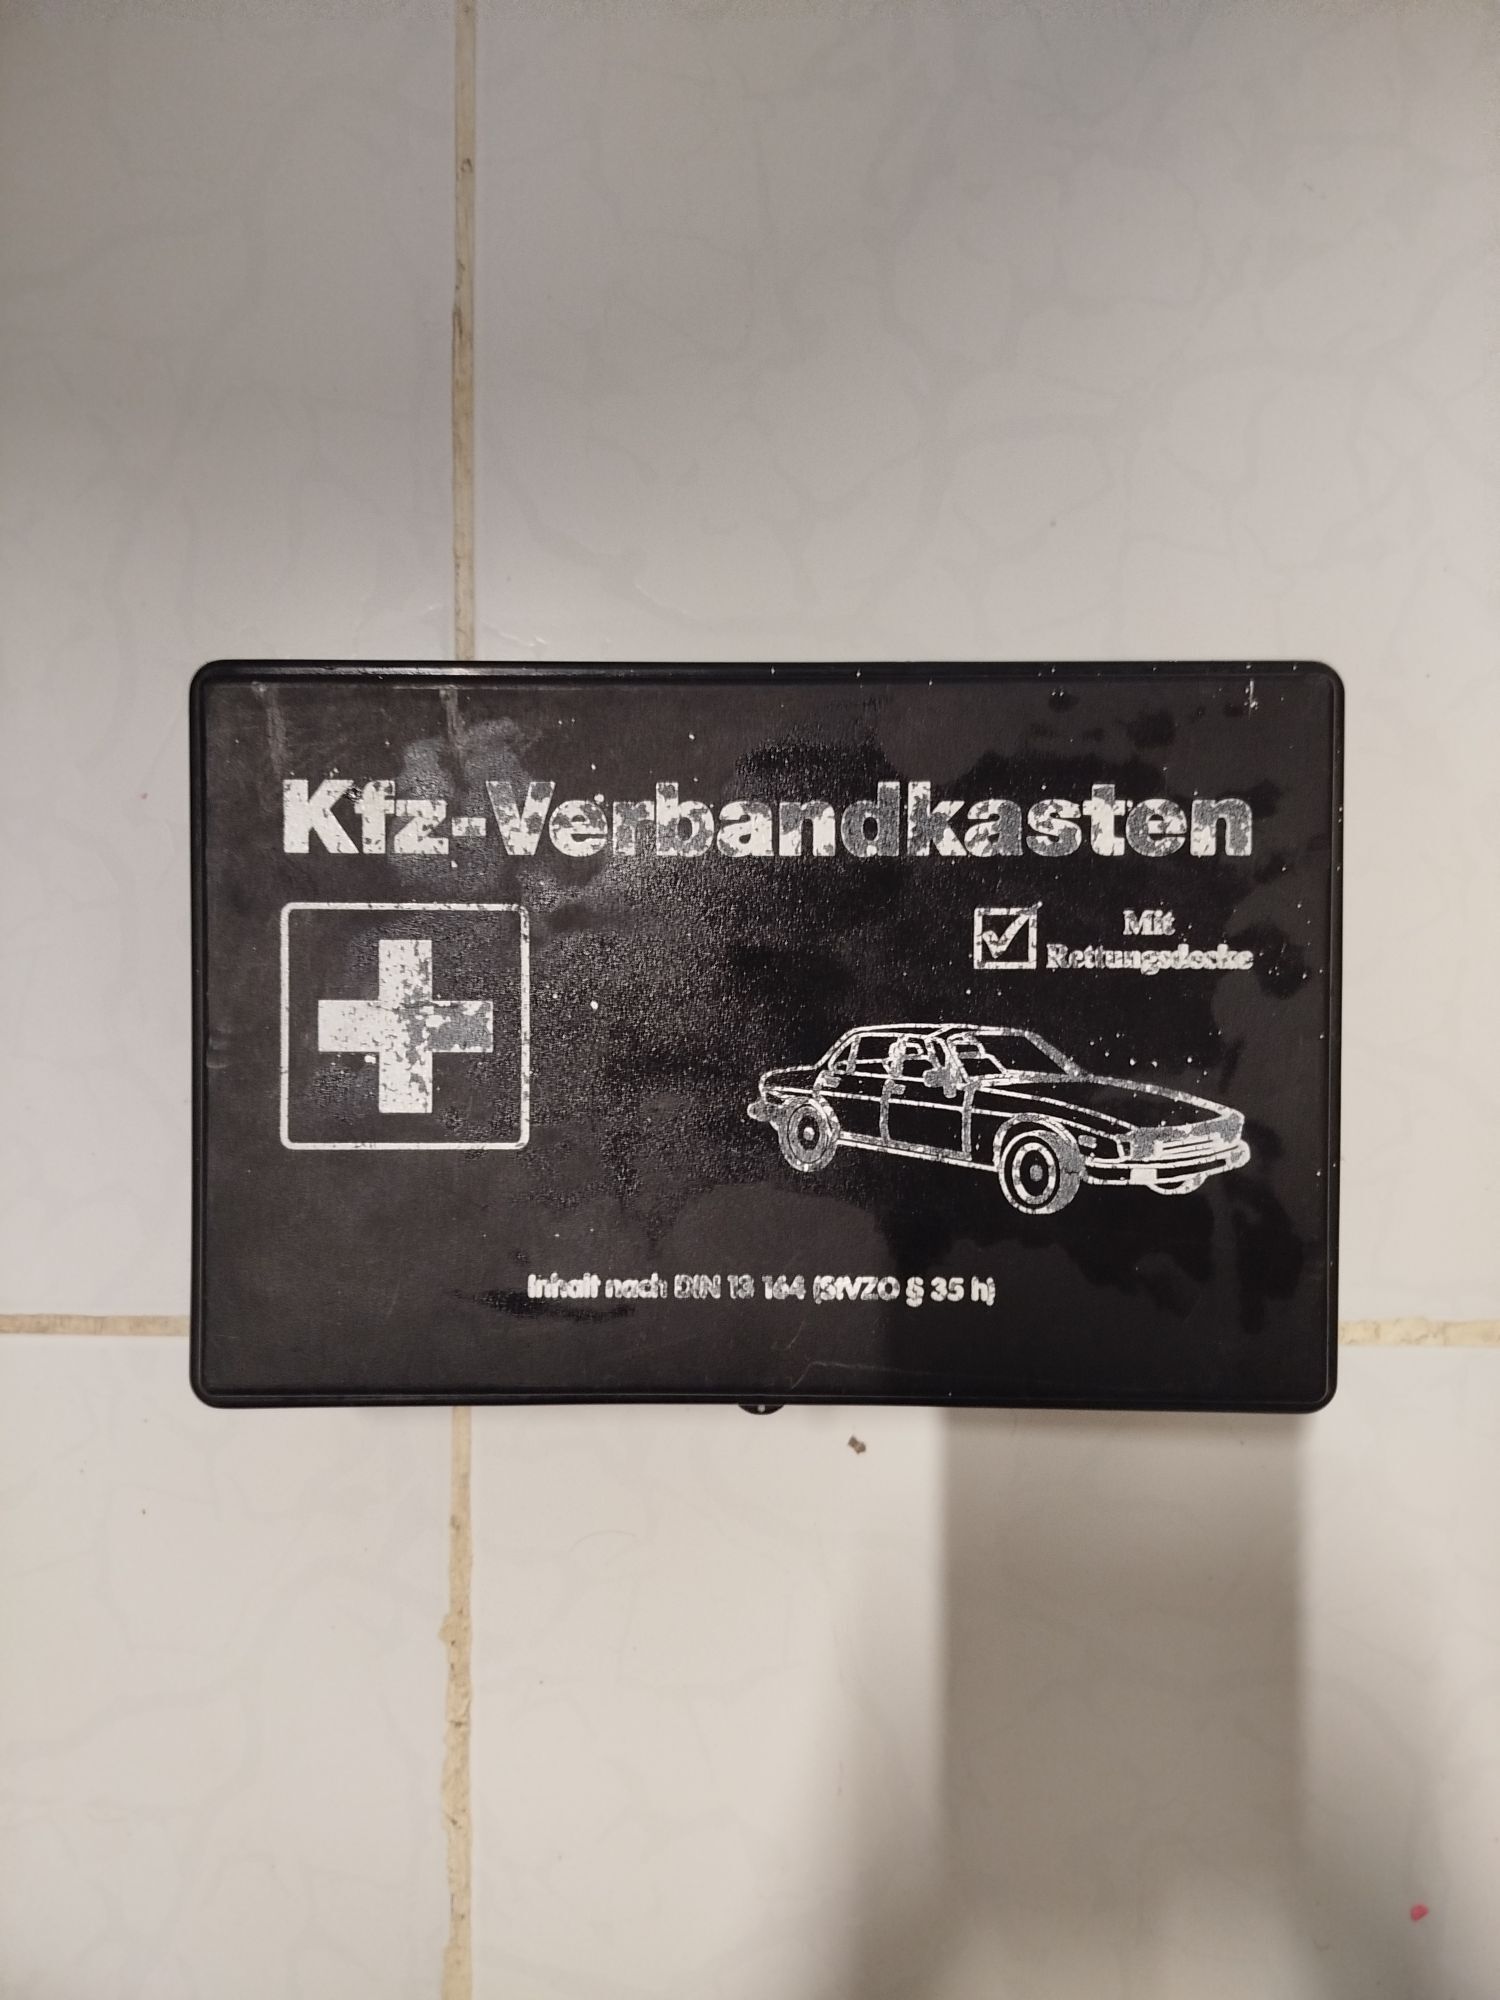 Kfz-Verbandkasten
Mit
Rettungsdecke
Inhalt nach DIN 13 164 (StVZO § 35 h)